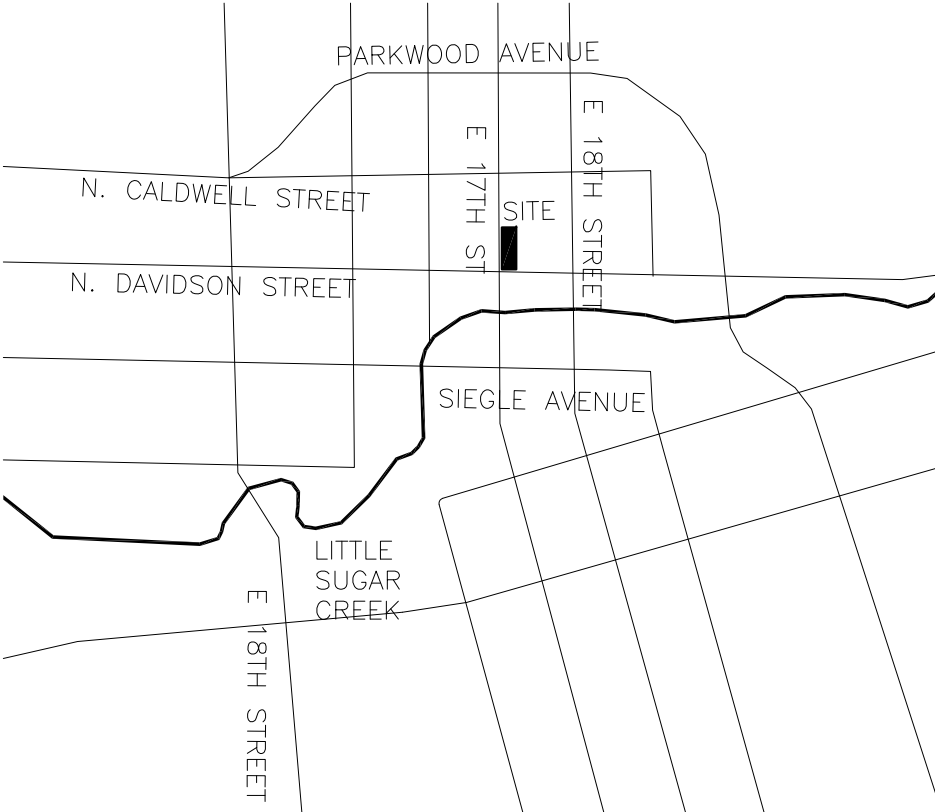 PARKWOOD AVENUE
E 18TH STREET
E 17TH ST
N. CALDWELL STREET
SITE
N. DAVIDSON STREET
SIEGLE AVENUE
LITTLE
SUGAR
CREEK
E 18TH STREET